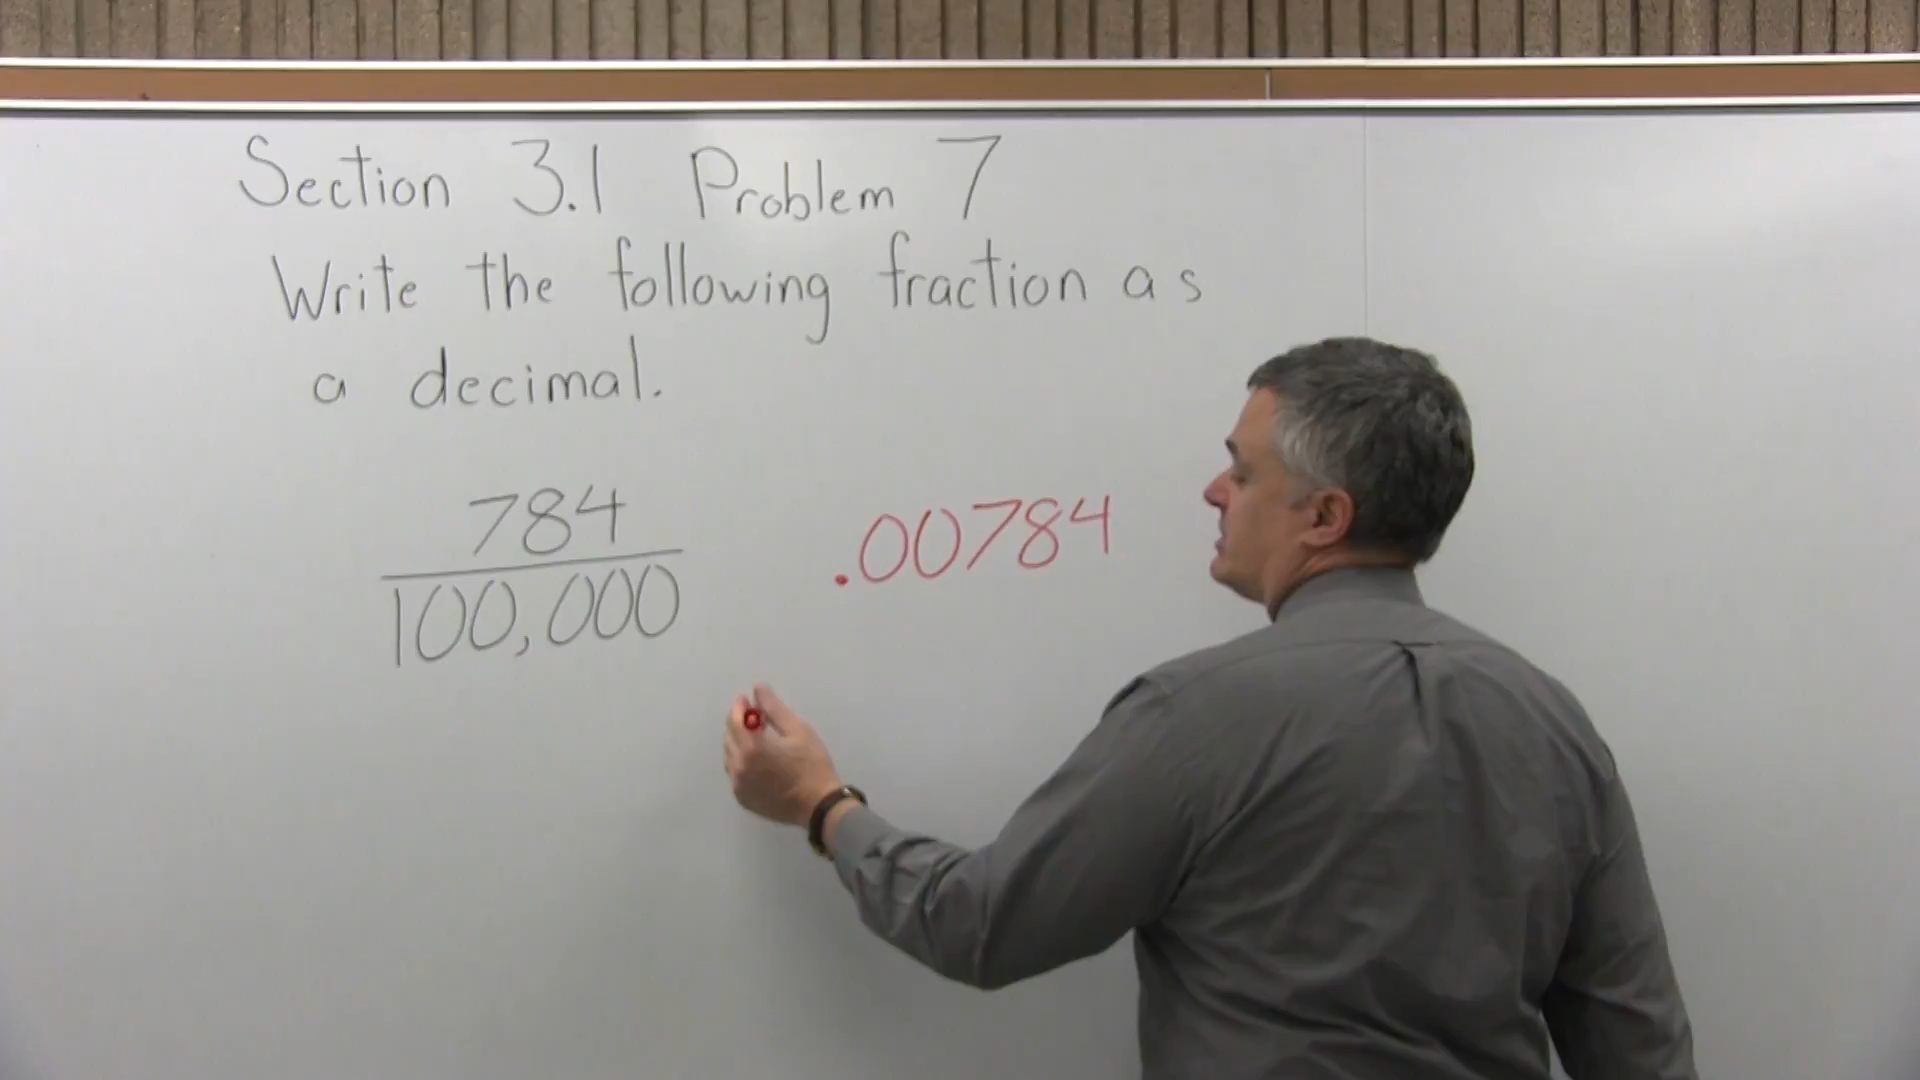 Section 3.1 Problem 7
Write the following fraction as
a decimal.
784
100,000
.00784